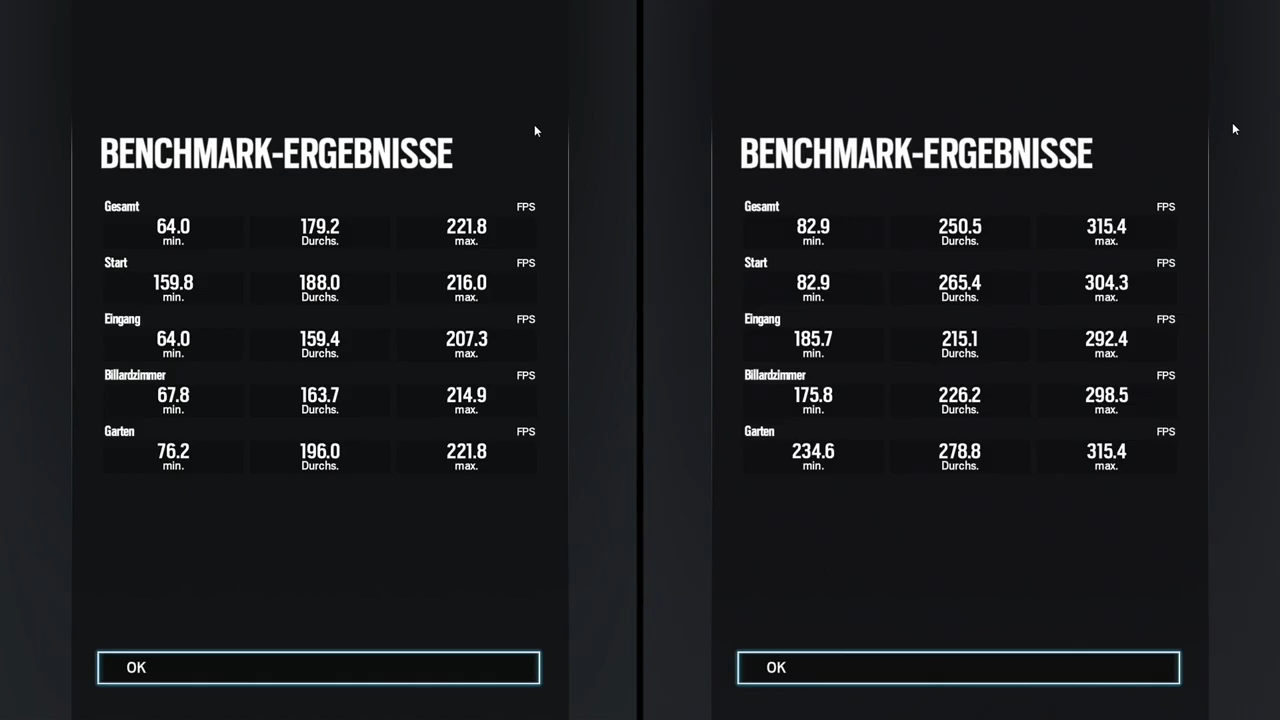 BENCHMARK-ERGEBNISSE
Gesamt FPS
64.0 179.2 221.8
min. Durchs. max.
Start FPS
159.8 188.0 216.0
min. Durchs. max.
Eingang FPS
64.0 159.4 207.3
min. Durchs. max.
Billardzimmer FPS
67.8 163.7 214.9
min. Durchs. max.
Garten FPS
76.2 196.0 221.8
min. Durchs. max.
OK
BENCHMARK-ERGEBNISSE
Gesamt FPS
82.9 250.5 315.4
min. Durchs. max.
Start FPS
82.9 265.4 304.3
min. Durchs. max.
Eingang FPS
185.7 215.1 292.4
min. Durchs. max.
Billardzimmer FPS
175.8 226.2 298.5
min. Durchs. max.
Garten FPS
234.6 278.8 315.4
min. Durchs. max.
OK